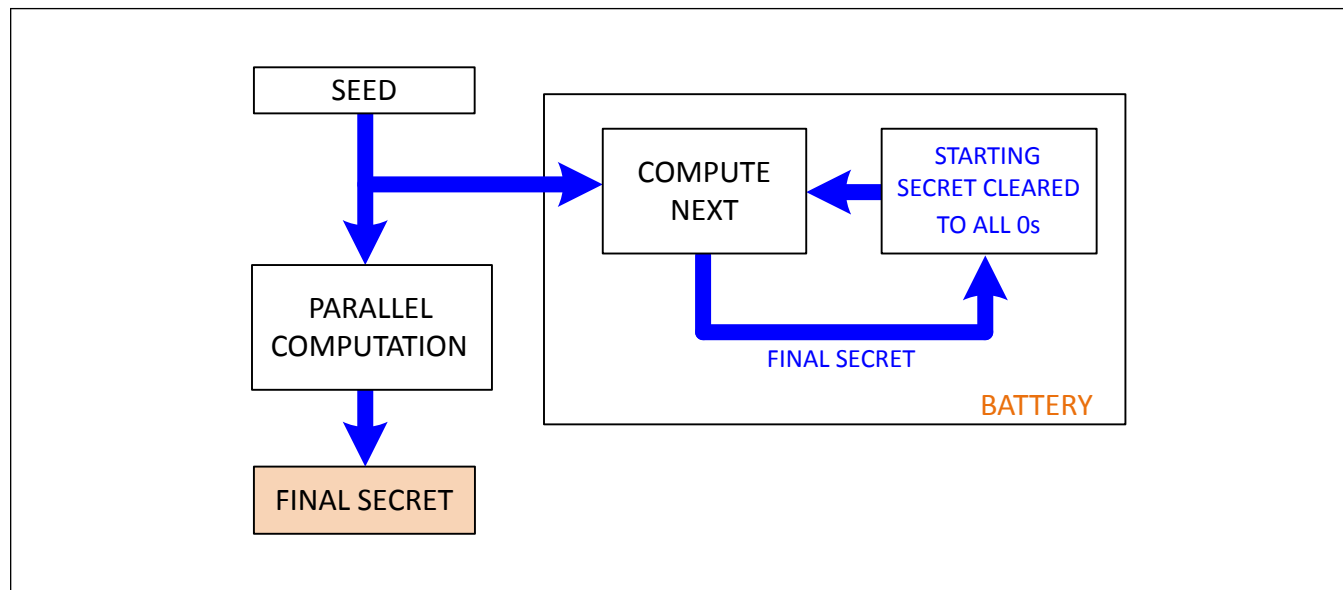 SEED
COMPUTE
NEXT
STARTING
SECRET CLEARED
TO ALL 0s
PARALLEL
COMPUTATION
FINAL SECRET
BATTERY
FINAL SECRET